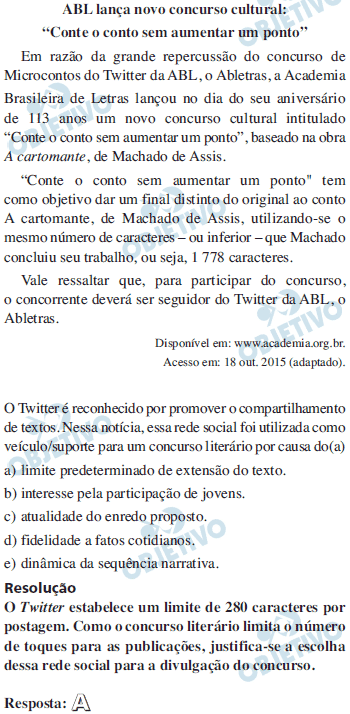 ABL lança novo concurso cultural:
“Conte o conto sem aumentar um ponto”
Em razão da grande repercussão do concurso de
Microcontos do Twitter da ABL, o Abletras, a Academia
Brasileira de Letras lançou no dia do seu aniversário
de 113 anos um novo concurso cultural intitulado
“Conte o conto sem aumentar um ponto”, baseado na obra
A cartomante, de Machado de Assis.
“Conte o conto sem aumentar um ponto" tem
como objetivo dar um final distinto do original ao conto
A cartomante, de Machado de Assis, utilizando-se o
mesmo número de caracteres – ou inferior – que Machado
concluiu seu trabalho, ou seja, 1 778 caracteres.
Vale ressaltar que, para participar do concurso,
o concorrente deverá ser seguidor do Twitter da ABL, o
Abletras.
Disponível em: www.academia.org.br.
Acesso em: 18 out. 2015 (adaptado).
O Twitter é reconhecido por promover o compartilhamento
de textos. Nessa notícia, essa rede social foi utilizada como
veículo/suporte para um concurso literário por causa do(a)
a) limite predeterminado de extensão do texto.
b) interesse pela participação de jovens.
c) atualidade do enredo proposto.
d) fidelidade a fatos cotidianos.
e) dinâmica da sequência narrativa.
Resolução
O Twitter estabelece um limite de 280 caracteres por
postagem. Como o concurso literário limita o número
de toques para as publicações, justifica-se a escolha
dessa rede social para a divulgação do concurso.
Resposta: A